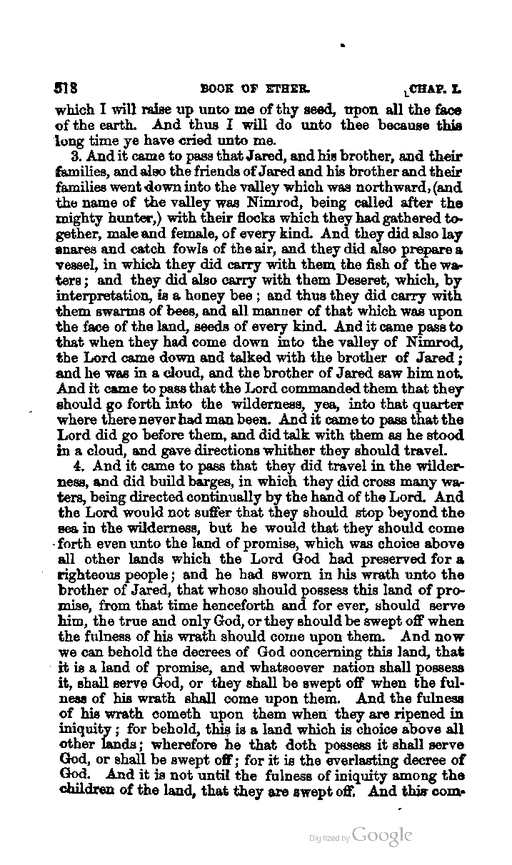 518 BOOK OF ETHER. CHAP. I.
which I will raise up unto me of thy seed, upon all the face
of the earth. And thus I will do unto thee because this
long time ye have cried unto me.
3. And it came to pass that Jared, and his brother, and their
families, and also the friends of Jared and his brother and their
families went down into the valley which was northward, (and
the name of the valley was Nimrod, being called after the
mighty hunter,) with their flocks which they had gathered to-
gether, male and female, of every kind. And they did also lay
snares and catch fowls of the air, and they did also prepare a
vessel, in which they did carry with them the fish of the wa-
ters; and they did also carry with them Deseret, which, by
interpretation, is a honey bee; and thus they did carry with
them swarms of bees, and all manner of that which was upon
the face of the land, seeds of every kind. And it came pass to
that when they had come down into the valley of Nimrod,
the Lord came down and talked with the brother of Jared;
and he was in a cloud, and the brother of Jared saw him not.
And it came to pass that the Lord commanded them that they
should go forth into the wilderness, yea, into that quarter
where there never had man been. And it came to pass that the
Lord did go before them, and did talk with them as he stood
in a cloud, and gave directions whither they should travel.
4. And it came to pass that they did travel in the wilder-
ness, and did build barges, in which they did cross many wa-
ters, being directed continually by the hand of the Lord. And
the Lord would not suffer that they should stop beyond the
sea in the wilderness, but he would that they should come
forth even unto the land of promise, which was choice above
all other lands which the Lord God had preserved for a
righteous people; and he had sworn in his wrath unto the
brother of Jared, that whoso should possess this land of pro-
mise, from that time henceforth and for ever, should serve
him, the true and only God, or they should be swept off when
the fulness of his wrath should come upon them. And now
we can behold the decrees of God concerning this land, that
it is a land of promise, and whatsoever nation shall possess
it, shall serve God, or they shall be swept off when the ful-
ness of his wrath shall come upon them. And the fulness
of his wrath cometh upon them when they are ripened in
iniquity; for behold, this is a land which is choice above all
other lands; wherefore he that doth possess it shall serve
God, or shall be swept off; for it is the everlasting decree of
God. And it is not until the fulness of iniquity among the
children of the land, that they are swept off. And this com-
Digitized by Google